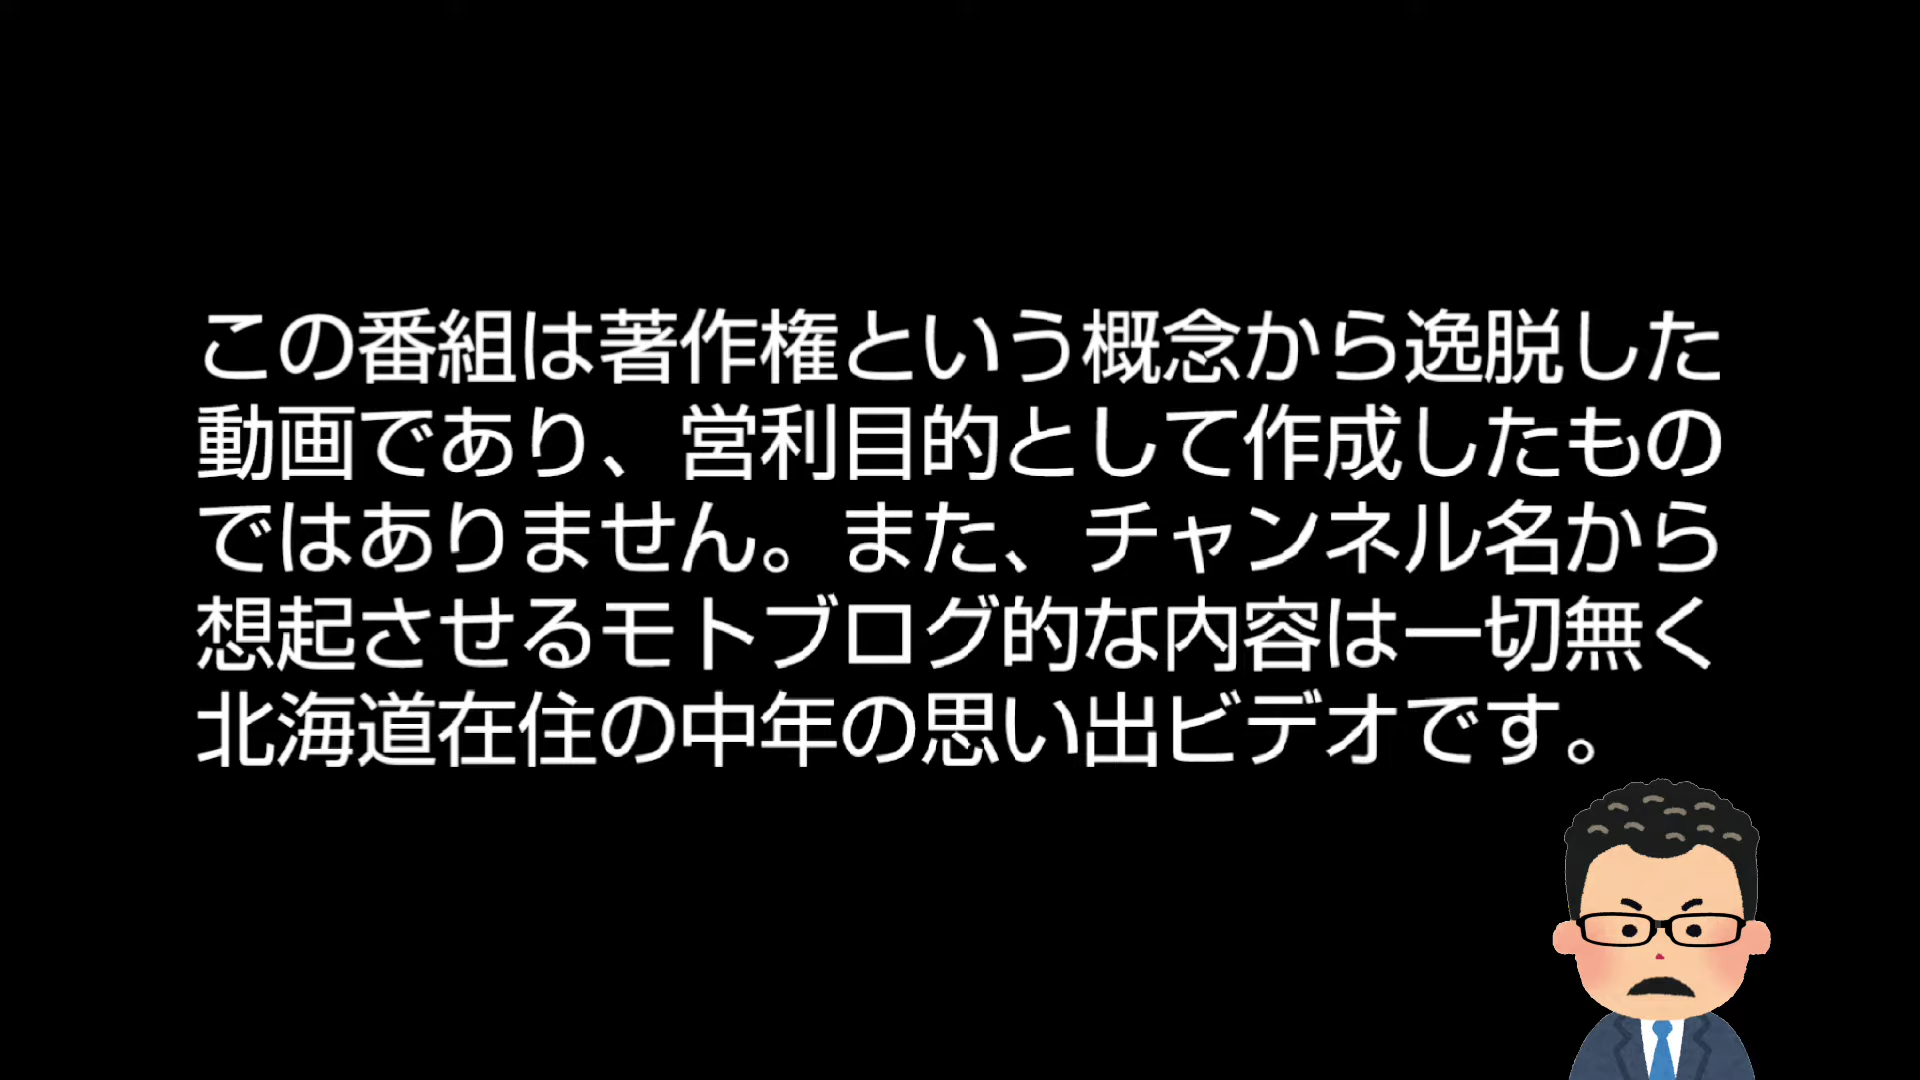 この番組は著作権という概念から逸脱した
動画であり、営利目的として作成したもの
ではありません。また、チャンネル名から
想起させるモトブログ的な内容は一切無く
北海道在住の中年の思い出ビデオです。